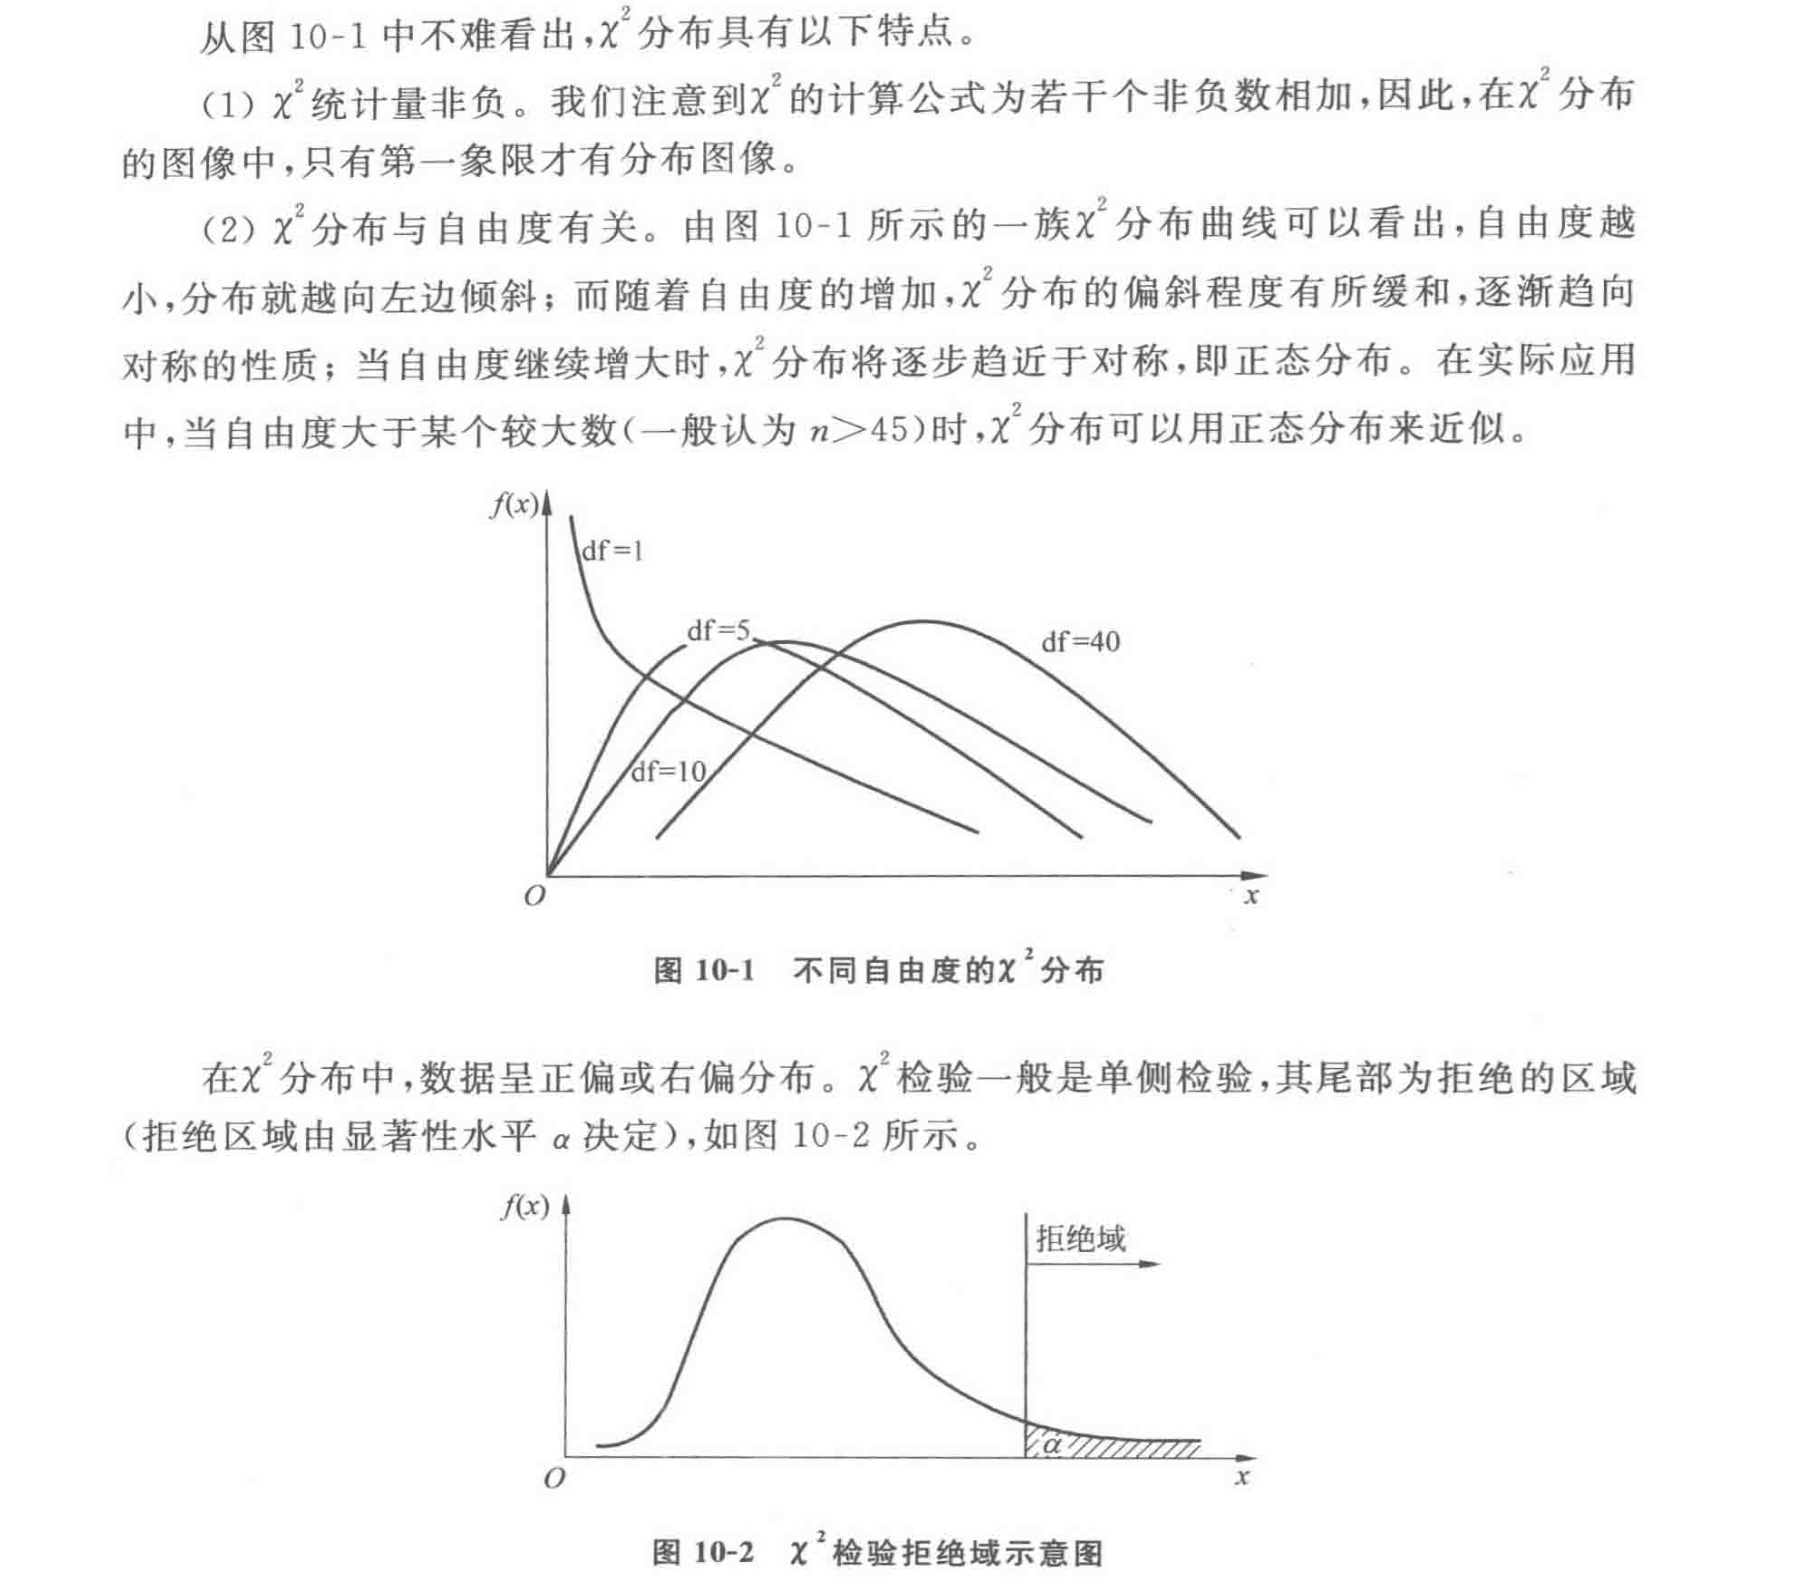 从图 10-1 中不难看出,χ²分布具有以下特点。
(1) χ²统计量非负。我们注意到χ²的计算公式为若干个非负数相加,因此,在χ²分布
的图像中,只有第一象限才有分布图像。
(2) χ²分布与自由度有关。由图 10-1 所示的一族χ²分布曲线可以看出,自由度越
小,分布就越向左边倾斜;而随着自由度的增加,χ²分布的偏斜程度有所缓和,逐渐趋向
对称的性质;当自由度继续增大时,χ²分布将逐步趋近于对称,即正态分布。在实际应用
中,当自由度大于某个较大数(一般认为 n>45)时,χ²分布可以用正态分布来近似。
f(x)
df=1
df=5
df=40
df=10
O
x
图 10-1 不同自由度的χ²分布
在χ²分布中,数据呈正偏或右偏分布。χ²检验一般是单侧检验,其尾部为拒绝的区域
(拒绝区域由显著性水平 α 决定),如图 10-2 所示。
f(x)
拒绝域
α
O
x
图 10-2 χ²检验拒绝域示意图